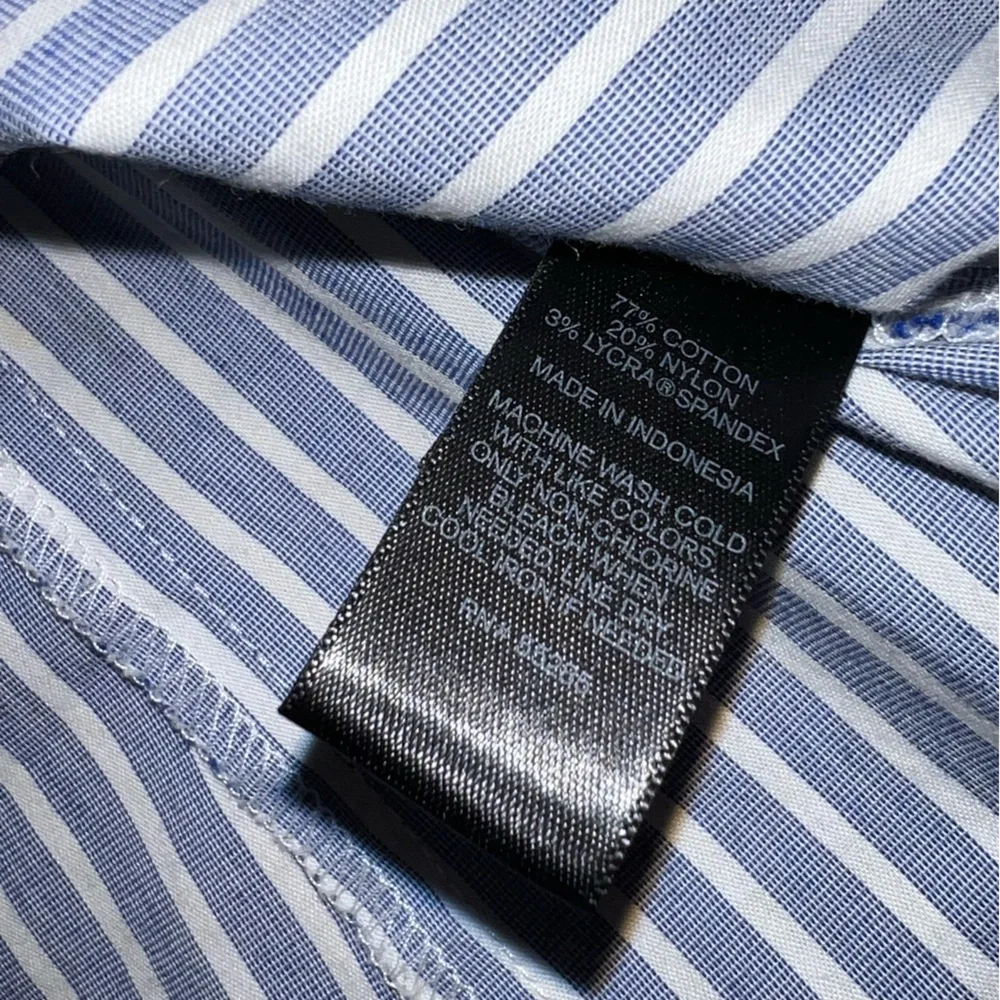 77% COTTON
20% NYLON
3% LYCRA® SPANDEX
MADE IN INDONESIA
MACHINE WASH COLD
WITH LIKE COLORS.
ONLY NON-CHLORINE
BLEACH WHEN
NEEDED. LINE DRY.
COOL IRON IF NEEDED
RN#